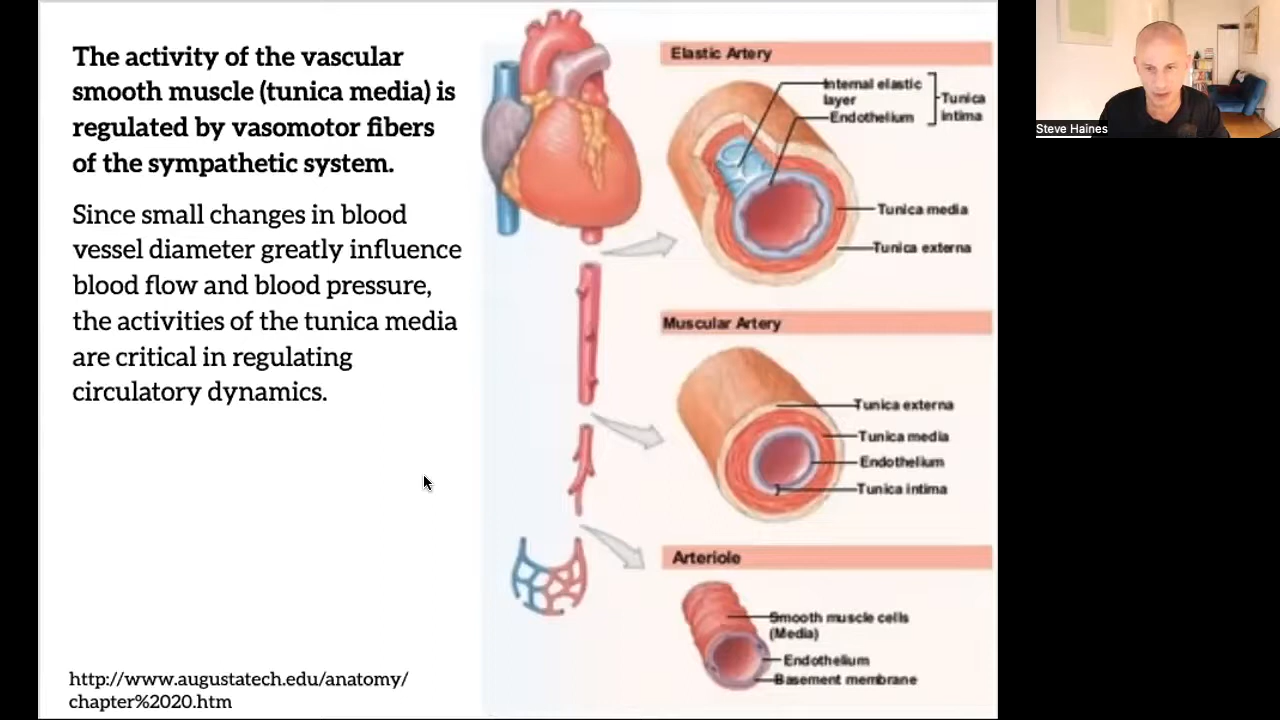 The activity of the vascular
smooth muscle (tunica media) is
regulated by vasomotor fibers
of the sympathetic system.
Since small changes in blood
vessel diameter greatly influence
blood flow and blood pressure,
the activities of the tunica media
are critical in regulating
circulatory dynamics.
http://www.augustatech.edu/anatomy/
chapter%2020.htm
Elastic Artery
Internal elastic
layer
Endothelium
Tunica
intima
Tunica media
Tunica externa
Muscular Artery
Tunica externa
Tunica media
Endothelium
Tunica intima
Arteriole
Smooth muscle cells
(Media)
Endothelium
Basement membrane
Steve Haines